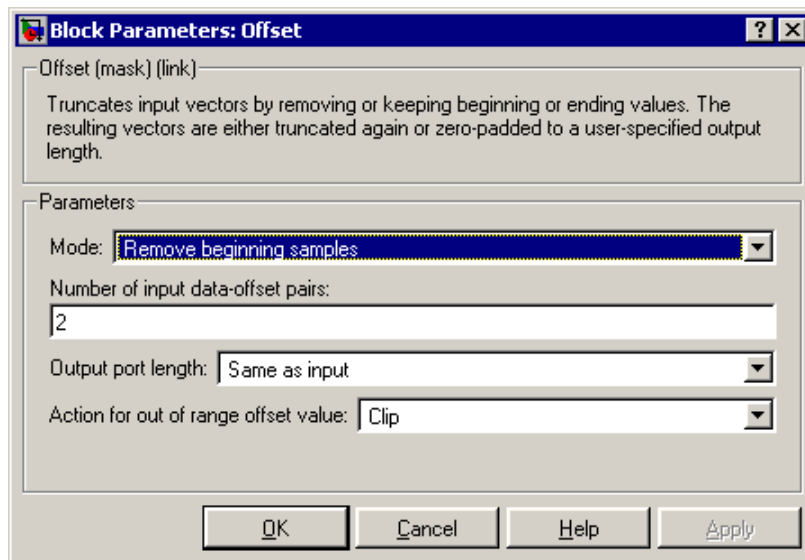 Block Parameters: Offset
Offset (mask) (link)
Truncates input vectors by removing or keeping beginning or ending values. The
resulting vectors are either truncated again or zero-padded to a user-specified output
length.
Parameters
Mode: Remove beginning samples
Number of input data-offset pairs:
2
Output port length: Same as input
Action for out of range offset value: Clip
OK Cancel Help Apply